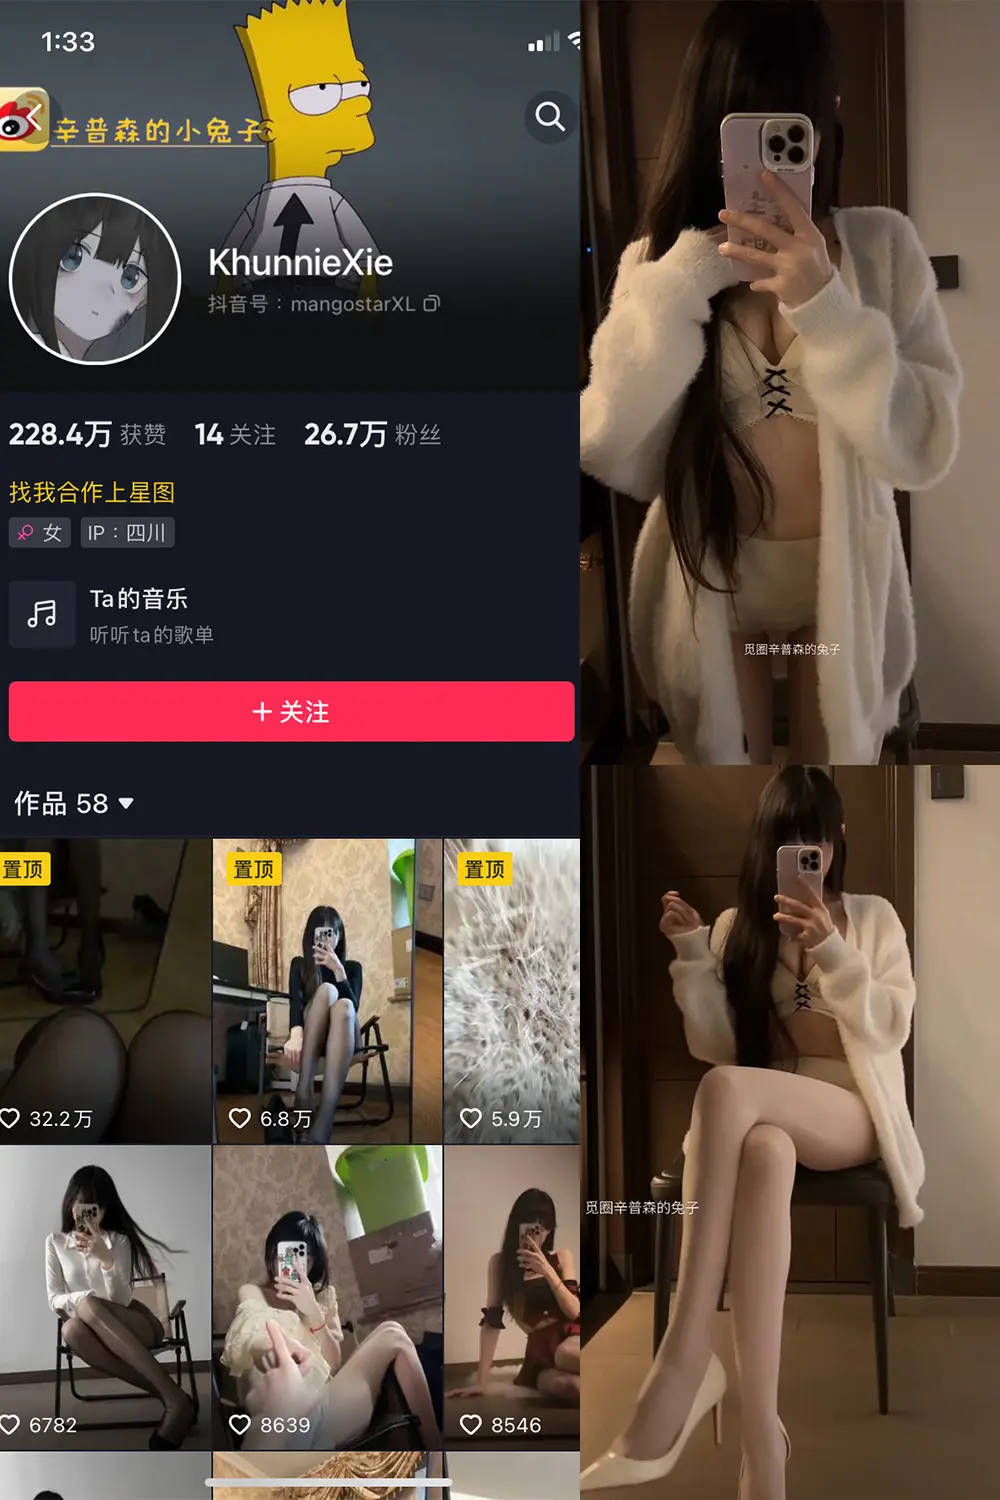 1:33
辛普森的小兔子
KhunnieXie
抖音号：mangostarXL
228.4万 获赞 14 关注 26.7万 粉丝
找我合作上星图
女 IP：四川
Ta的音乐
听听ta的歌单
+ 关注
作品 58
置顶 置顶 置顶
32.2万 6.8万 5.9万
6782 8639 8546
觅圈辛普森的兔子
觅圈辛普森的兔子